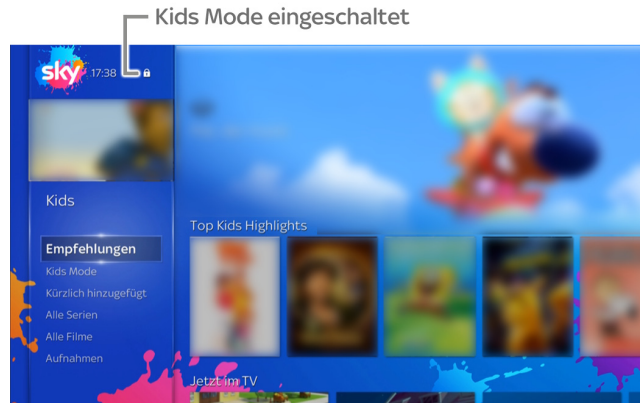 Kids Mode eingeschaltet
sky 17:38
Kids
Empfehlungen
Kids Mode
Kürzlich hinzugefügt
Alle Serien
Alle Filme
Aufnahmen
Top Kids Highlights
Jetzt im TV